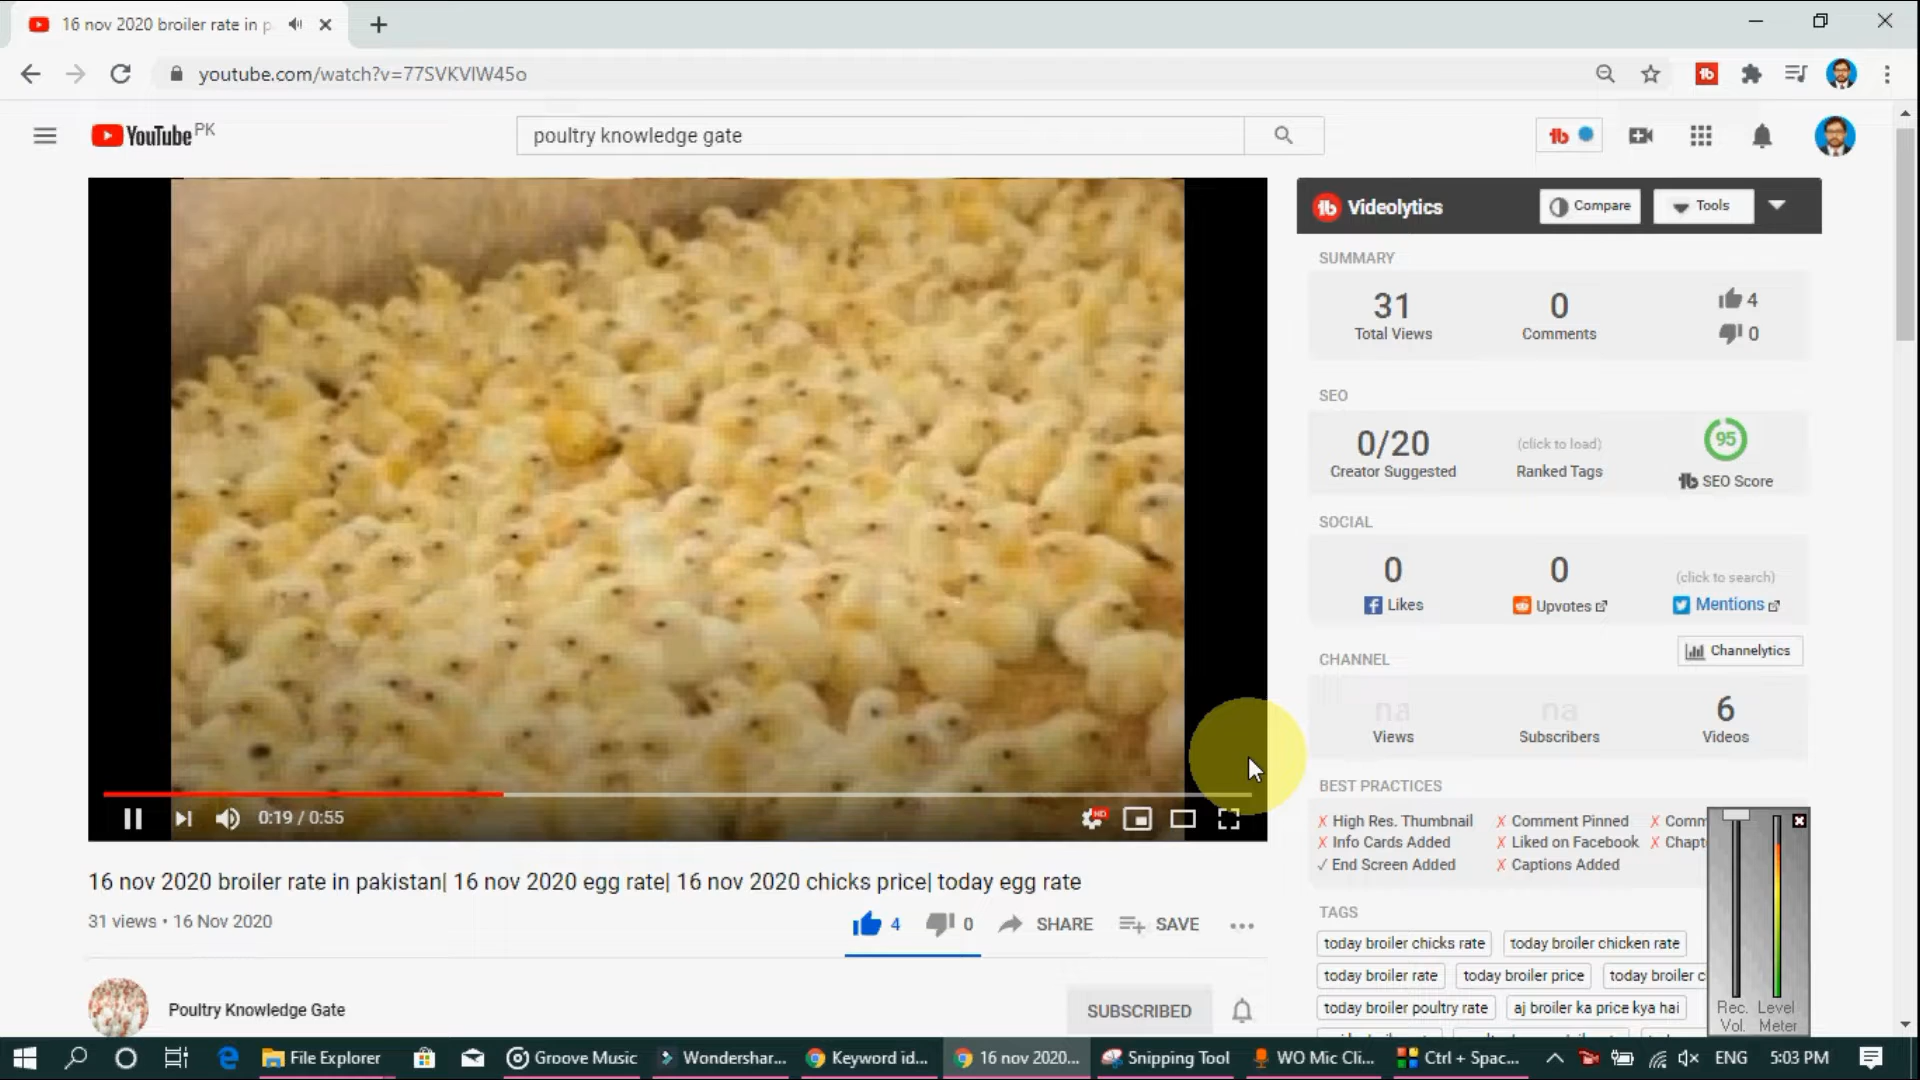 16 nov 2020 broiler rate in p
youtube.com/watch?v=77SVKVlW45o
YouTube PK
poultry knowledge gate
Videolytics
Compare
Tools
SUMMARY
31 0 4
Total Views Comments 0
SEO
0/20 (click to load) 95
Creator Suggested Ranked Tags SEO Score
SOCIAL
0 0 (click to search)
Likes Upvotes Mentions
CHANNEL Channelytics
na na 6
Views Subscribers Videos
BEST PRACTICES
High Res. Thumbnail Comment Pinned Comm
Info Cards Added Liked on Facebook Chapt
End Screen Added Captions Added
TAGS
today broiler chicks rate today broiler chicken rate
today broiler rate today broiler price today broiler c
today broiler poultry rate aj broiler ka price kya hai
Rec. Level
Vol. Meter
0:19 / 0:55
HD
16 nov 2020 broiler rate in pakistan| 16 nov 2020 egg rate| 16 nov 2020 chicks price| today egg rate
31 views • 16 Nov 2020
4 0 SHARE SAVE
Poultry Knowledge Gate
SUBSCRIBED
File Explorer Groove Music Wondershar... Keyword id... 16 nov 2020... Snipping Tool WO Mic Cli... Ctrl + Spac... ENG 5:03 PM